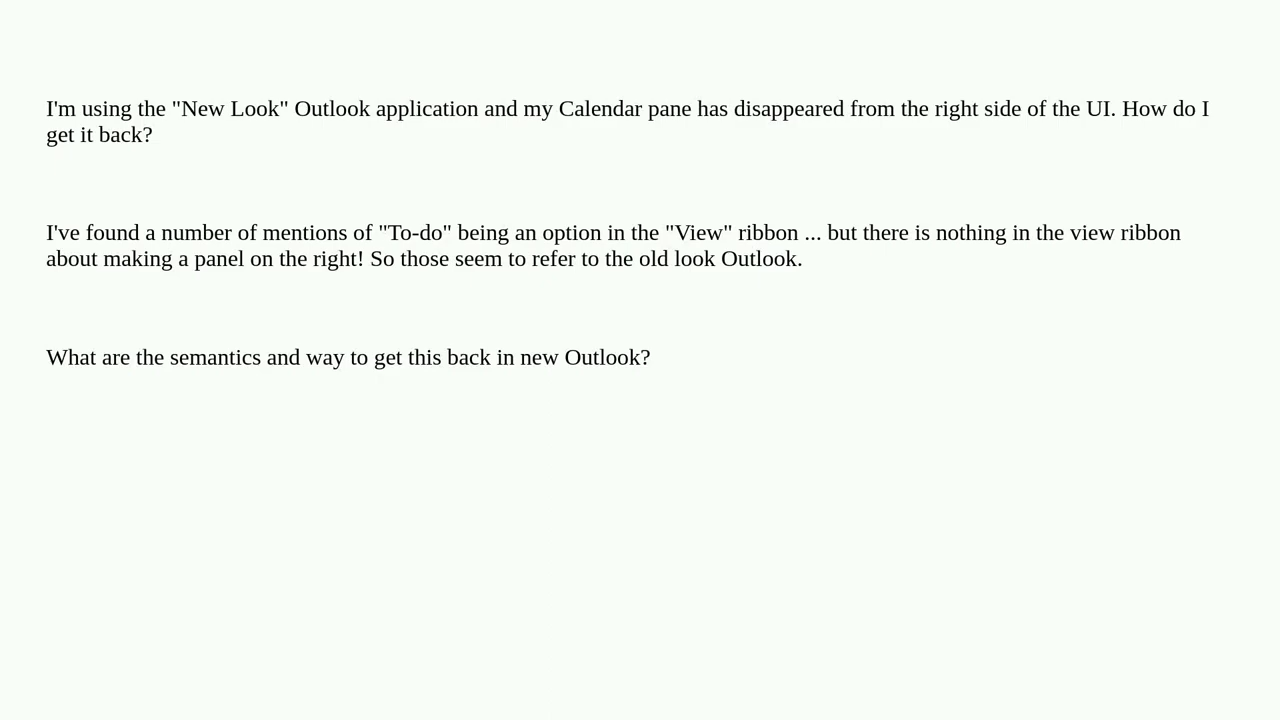 I'm using the "New Look" Outlook application and my Calendar pane has disappeared from the right side of the UI. How do I
get it back?
I've found a number of mentions of "To-do" being an option in the "View" ribbon ... but there is nothing in the view ribbon
about making a panel on the right! So those seem to refer to the old look Outlook.
What are the semantics and way to get this back in new Outlook?